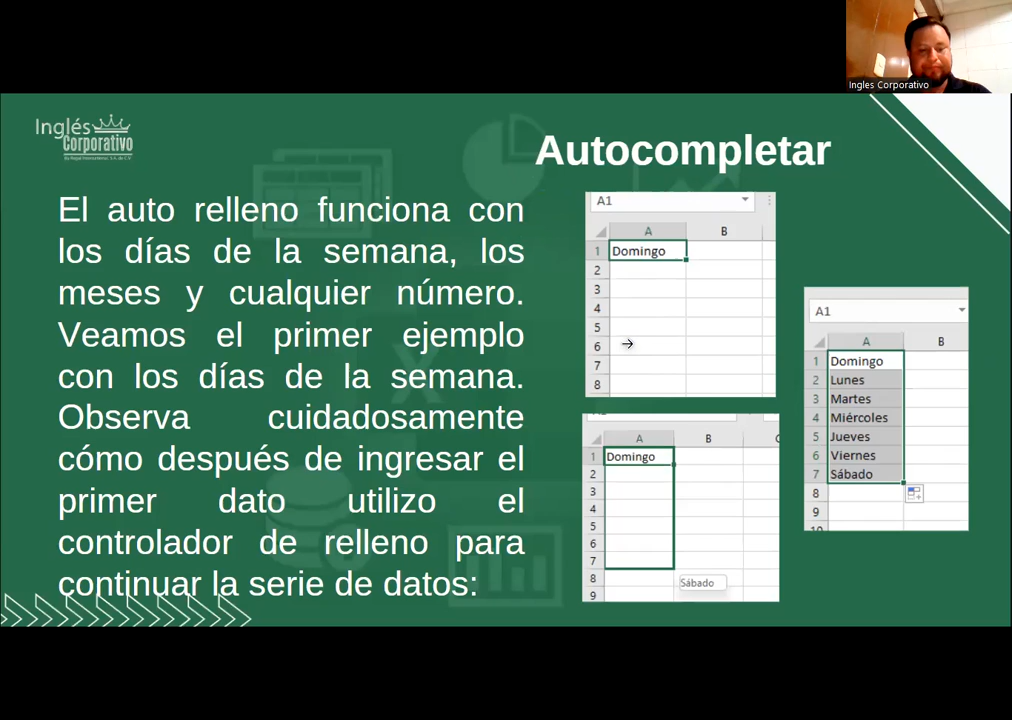 Ingles Corporativo
Inglés
Corporativo
Autocompletar
El auto relleno funciona con
los días de la semana, los
meses y cualquier número.
Veamos el primer ejemplo
con los días de la semana.
Observa cuidadosamente
cómo después de ingresar el
primer dato utilizo el
controlador de relleno para
continuar la serie de datos:
A1
A B
1 Domingo
2
3
4
5
6
7
8
A B
1 Domingo
2
3
4
5
6
7
8 Sábado
9
A1
A B
1 Domingo
2 Lunes
3 Martes
4 Miércoles
5 Jueves
6 Viernes
7 Sábado
8
9